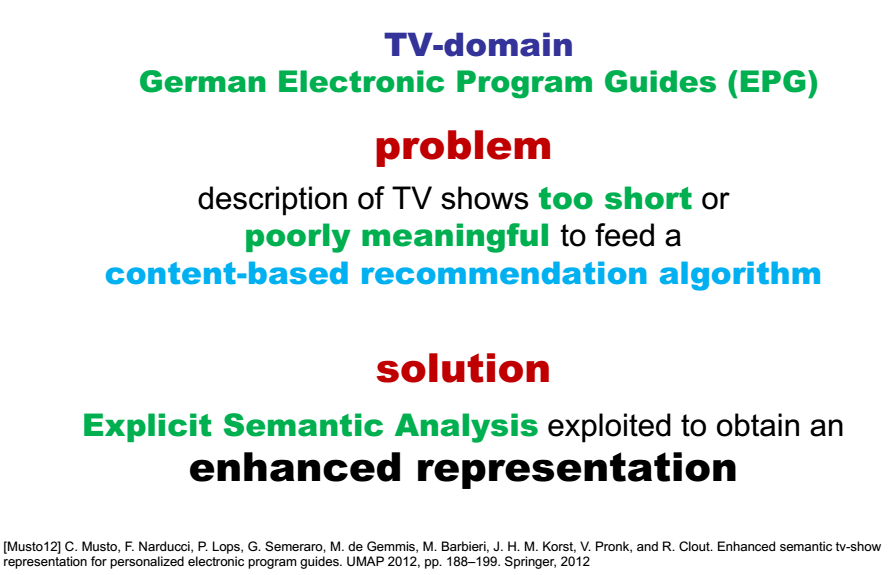 TV-domain
German Electronic Program Guides (EPG)
problem
description of TV shows too short or
poorly meaningful to feed a
content-based recommendation algorithm
solution
Explicit Semantic Analysis exploited to obtain an
enhanced representation
[Musto12] C. Musto, F. Narducci, P. Lops, G. Semeraro, M. de Gemmis, M. Barbieri, J. H. M. Korst, V. Pronk, and R. Clout. Enhanced semantic tv-show
representation for personalized electronic program guides. UMAP 2012, pp. 188–199. Springer, 2012